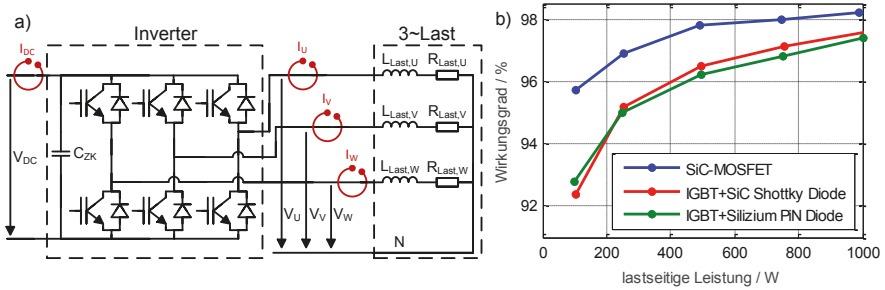 a)
Inverter
3~Last
I_DC
I_U
L_Last,U
R_Last,U
I_V
L_Last,V
R_Last,V
V_DC
C_ZK
I_W
L_Last,W
R_Last,W
V_U
V_V
V_W
N
b)
Wirkungsgrad / %
98
96
94
92
SiC-MOSFET
IGBT+SiC Shottky Diode
IGBT+Silizium PIN Diode
0
200
400
600
800
1000
lastseitige Leistung / W